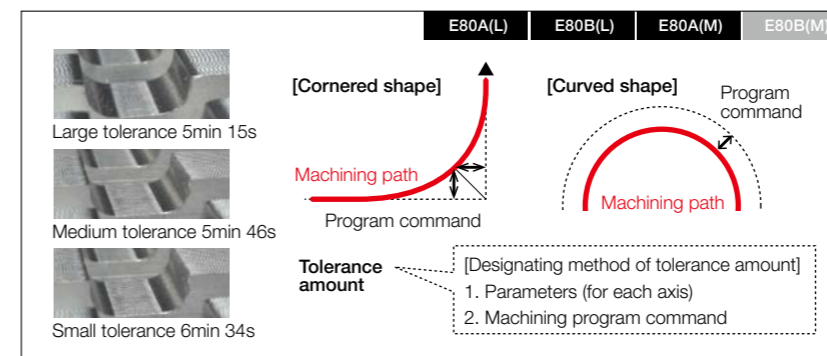 E80A(L) E80B(L) E80A(M) E80B(M)
Large tolerance 5min 15s
Medium tolerance 5min 46s
Small tolerance 6min 34s
[Cornered shape]
Machining path
Program command
[Curved shape]
Program
command
Machining path
Tolerance
amount
[Designating method of tolerance amount]
1. Parameters (for each axis)
2. Machining program command